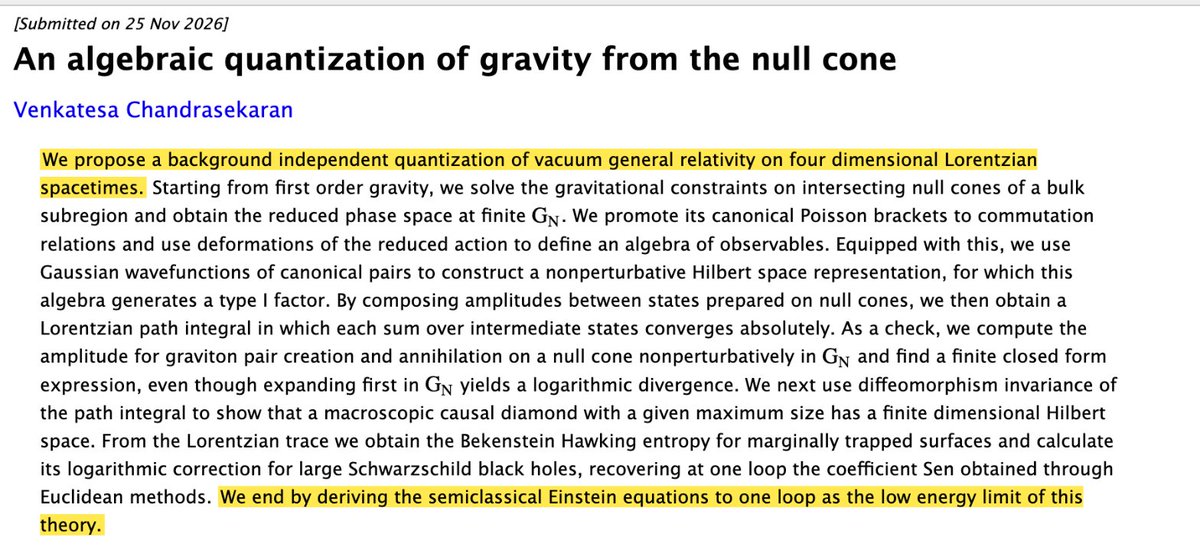 [Submitted on 25 Nov 2026]
An algebraic quantization of gravity from the null cone
Venkatesa Chandrasekaran
We propose a background independent quantization of vacuum general relativity on four dimensional Lorentzian
spacetimes. Starting from first order gravity, we solve the gravitational constraints on intersecting null cones of a bulk
subregion and obtain the reduced phase space at finite G_N. We promote its canonical Poisson brackets to commutation
relations and use deformations of the reduced action to define an algebra of observables. Equipped with this, we use
Gaussian wavefunctions of canonical pairs to construct a nonperturbative Hilbert space representation, for which this
algebra generates a type I factor. By composing amplitudes between states prepared on null cones, we then obtain a
Lorentzian path integral in which each sum over intermediate states converges absolutely. As a check, we compute the
amplitude for graviton pair creation and annihilation on a null cone nonperturbatively in G_N and find a finite closed form
expression, even though expanding first in G_N yields a logarithmic divergence. We next use diffeomorphism invariance of
the path integral to show that a macroscopic causal diamond with a given maximum size has a finite dimensional Hilbert
space. From the Lorentzian trace we obtain the Bekenstein Hawking entropy for marginally trapped surfaces and calculate
its logarithmic correction for large Schwarzschild black holes, recovering at one loop the coefficient Sen obtained through
Euclidean methods. We end by deriving the semiclassical Einstein equations to one loop as the low energy limit of this
theory.